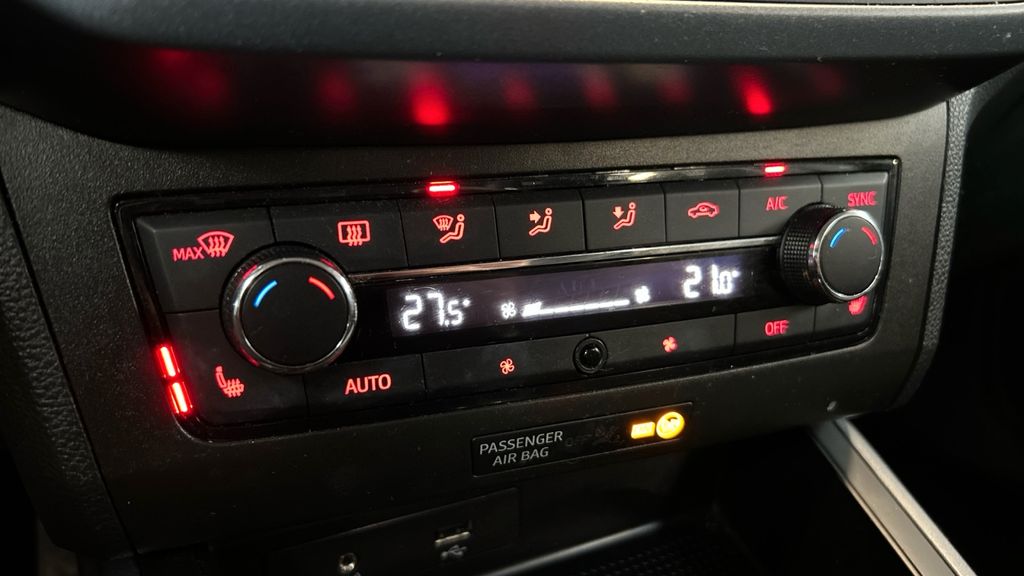 MAX
A/C
SYNC
27.5°
21.0°
AUTO
OFF
PASSENGER
AIR BAG